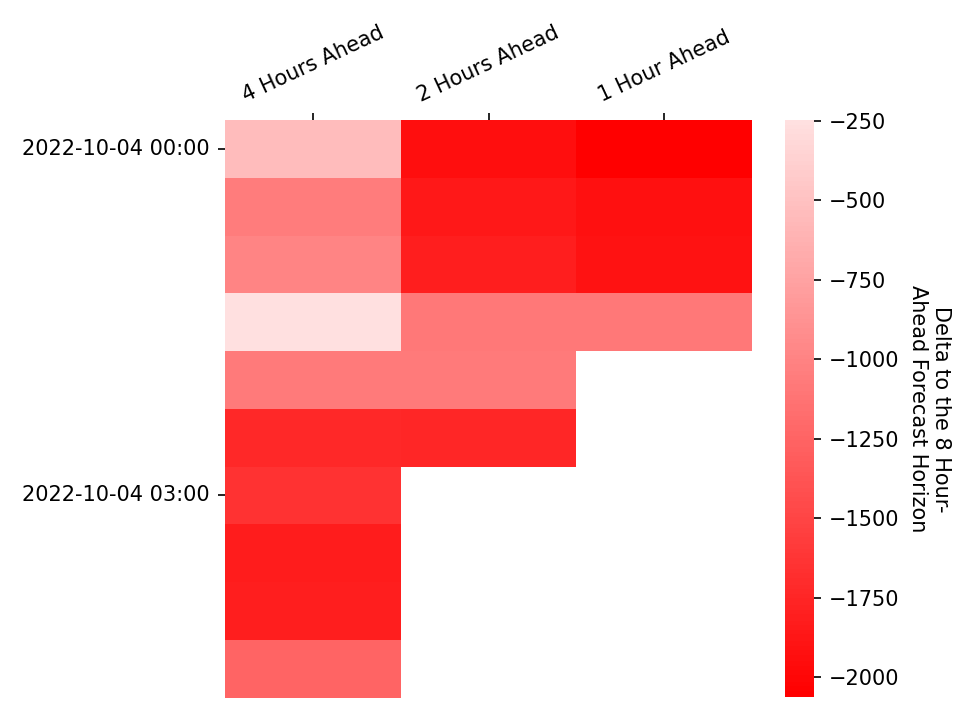 4 Hours Ahead
2 Hours Ahead
1 Hour Ahead
2022-10-04 00:00
2022-10-04 03:00
−250
−500
−750
−1000
−1250
−1500
−1750
−2000
Delta to the 8 Hour-
Ahead Forecast Horizon